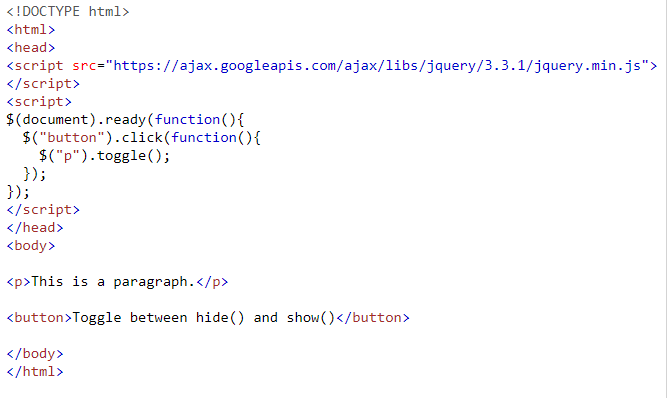 <!DOCTYPE html>
<html>
<head>
<script src="https://ajax.googleapis.com/ajax/libs/jquery/3.3.1/jquery.min.js">
</script>
<script>
$(document).ready(function(){
  $("button").click(function(){
    $("p").toggle();
  });
});
</script>
</head>
<body>
<p>This is a paragraph.</p>
<button>Toggle between hide() and show()</button>
</body>
</html>